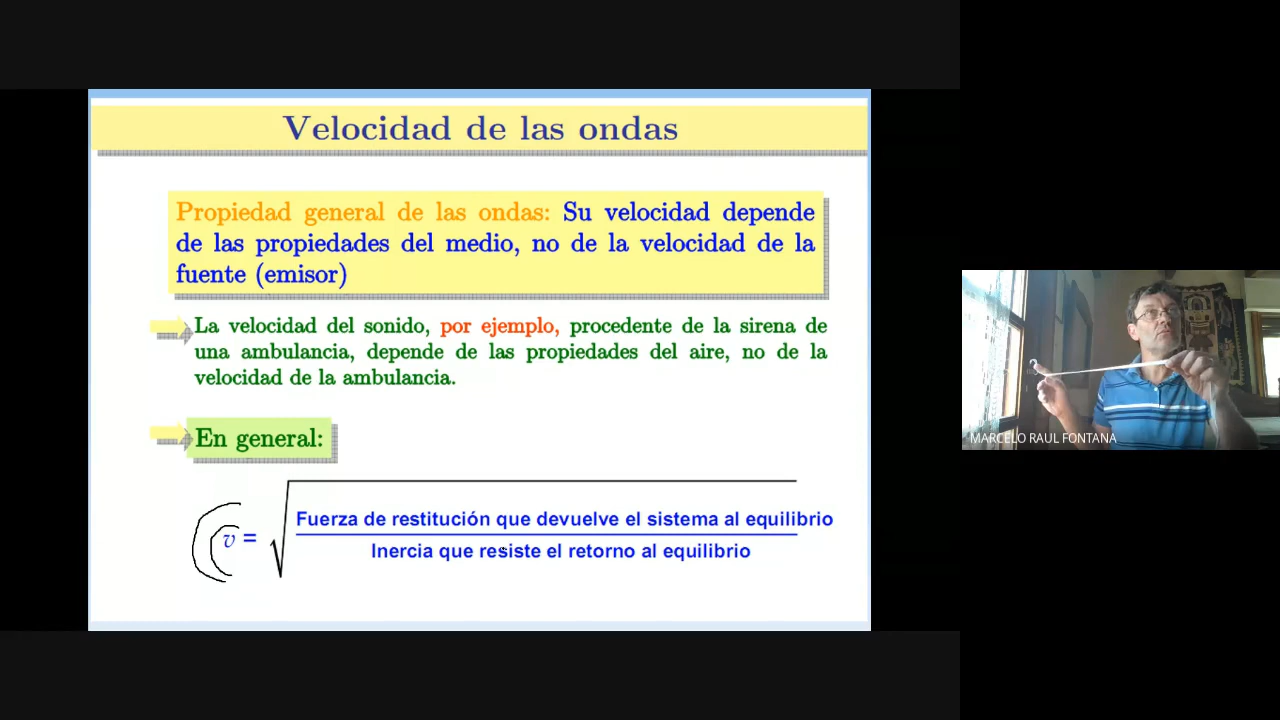 Velocidad de las ondas
Propiedad general de las ondas: Su velocidad depende
de las propiedades del medio, no de la velocidad de la
fuente (emisor)
La velocidad del sonido, por ejemplo, procedente de la sirena de
una ambulancia, depende de las propiedades del aire, no de la
velocidad de la ambulancia.
En general:
v = √
Fuerza de restitución que devuelve el sistema al equilibrio
Inercia que resiste el retorno al equilibrio
MARCELO RAUL FONTANA